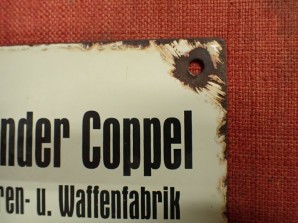 nder Coppel
ren- u. Waffenfabrik